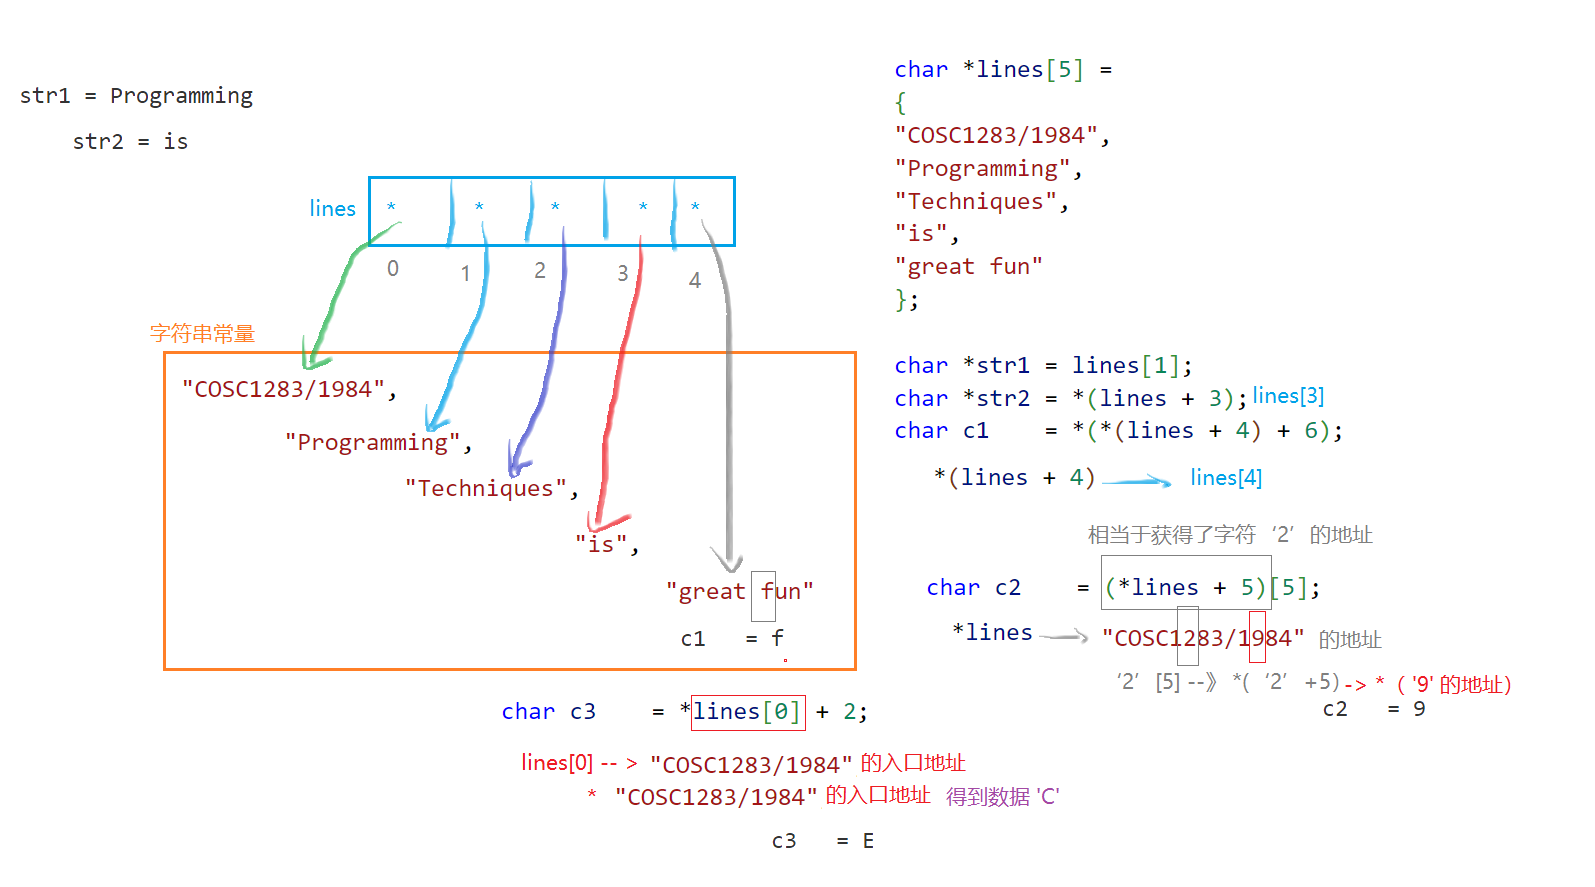 str1 = Programming
str2 = is
lines * * * * *
0 1 2 3 4
字符串常量
"COSC1283/1984",
"Programming",
"Techniques",
"is",
"great fun"
c1 = f
char *lines[5] =
{
"COSC1283/1984",
"Programming",
"Techniques",
"is",
"great fun"
};
char *str1 = lines[1];
char *str2 = *(lines + 3); lines[3]
char c1 = *(*(lines + 4) + 6);
*(lines + 4) lines[4]
相当于获得了字符‘2’的地址
char c2 = (*lines + 5)[5];
*lines "COSC1283/1984" 的地址
‘2’[5] --》 *(‘2’+5) -> *（ '9' 的地址）
c2 = 9
char c3 = *lines[0] + 2;
lines[0] -- > "COSC1283/1984" 的入口地址
* "COSC1283/1984" 的入口地址 得到数据 'C'
c3 = E